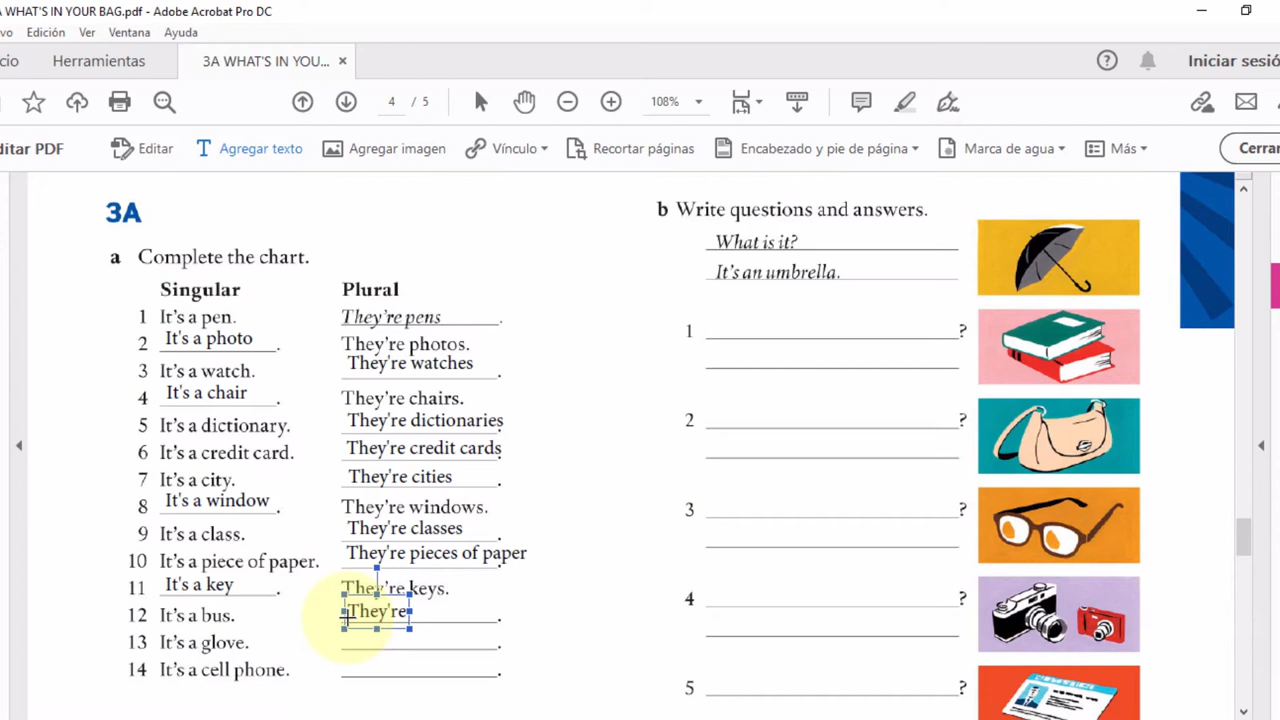 A WHAT'S IN YOUR BAG.pdf - Adobe Acrobat Pro DC
vo Edición Ver Ventana Ayuda
cio Herramientas 3A WHAT'S IN YOU... × Iniciar sesió
4 / 5 108%
ditar PDF Editar Agregar texto Agregar imagen Vínculo Recortar páginas Encabezado y pie de página Marca de agua Más Cerrar
3A
a Complete the chart.
Singular Plural
1 It's a pen. They're pens.
2 It's a photo. They're photos.
3 It's a watch. They're watches.
4 It's a chair. They're chairs.
5 It's a dictionary. They're dictionaries.
6 It's a credit card. They're credit cards.
7 It's a city. They're cities.
8 It's a window. They're windows.
9 It's a class. They're classes.
10 It's a piece of paper. They're pieces of paper.
11 It's a key. They're keys.
12 It's a bus. They're.
13 It's a glove. .
14 It's a cell phone. .
b Write questions and answers.
What is it?
It's an umbrella.
1 ?
2 ?
3 ?
4 ?
5 ?